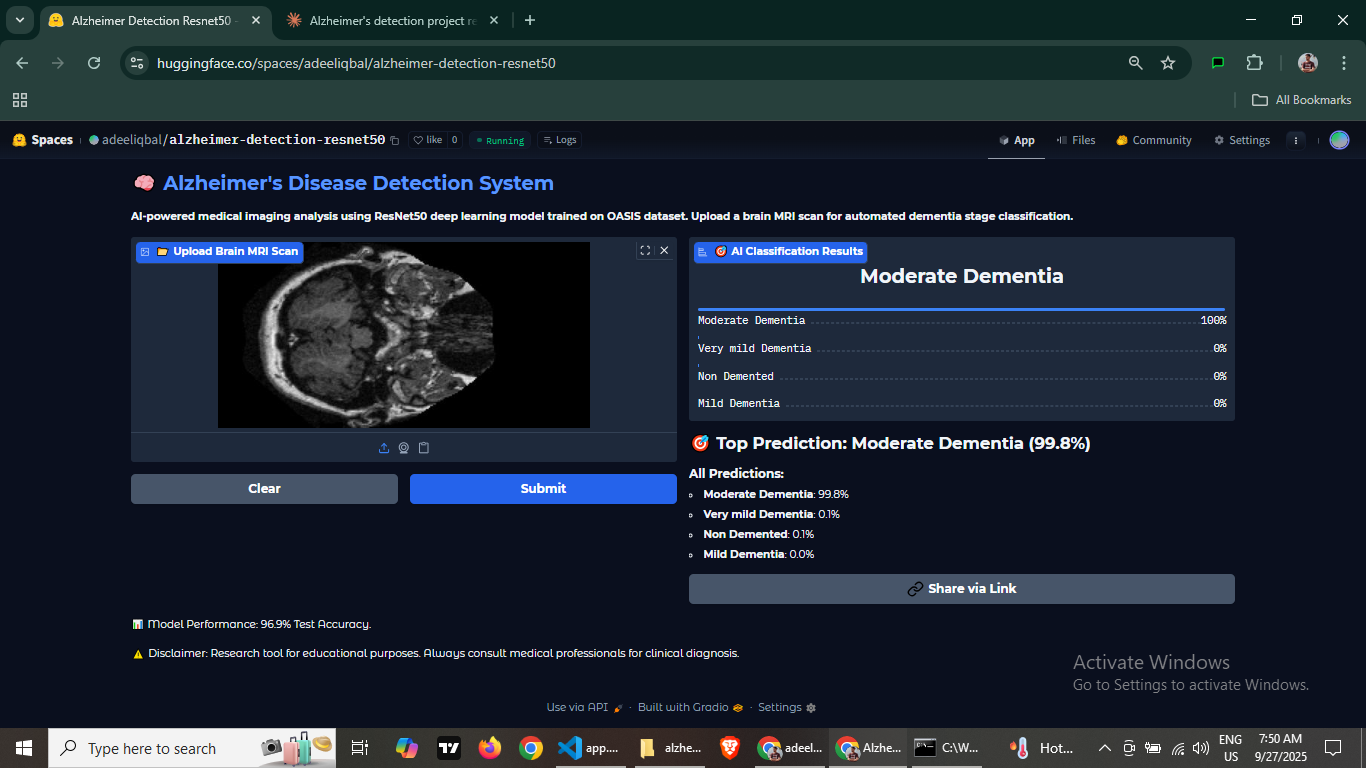 Alzheimer Detection Resnet50 -
Alzheimer's detection project re
huggingface.co/spaces/adeeliqbal/alzheimer-detection-resnet50
All Bookmarks
Spaces
adeeliqbal/alzheimer-detection-resnet50
like 0
Running
Logs
App
Files
Community
Settings
Alzheimer's Disease Detection System
AI-powered medical imaging analysis using ResNet50 deep learning model trained on OASIS dataset. Upload a brain MRI scan for automated dementia stage classification.
Upload Brain MRI Scan
Clear
Submit
AI Classification Results
Moderate Dementia
Moderate Dementia 100%
Very mild Dementia 0%
Non Demented 0%
Mild Dementia 0%
Top Prediction: Moderate Dementia (99.8%)
All Predictions:
Moderate Dementia: 99.8%
Very mild Dementia: 0.1%
Non Demented: 0.1%
Mild Dementia: 0.0%
Share via Link
Model Performance: 96.9% Test Accuracy.
Disclaimer: Research tool for educational purposes. Always consult medical professionals for clinical diagnosis.
Activate Windows
Go to Settings to activate Windows.
Use via API · Built with Gradio · Settings
Type here to search
app....
alzhe...
adeel...
Alzhe...
C:\W...
Hot...
ENG
US
7:50 AM
9/27/2025